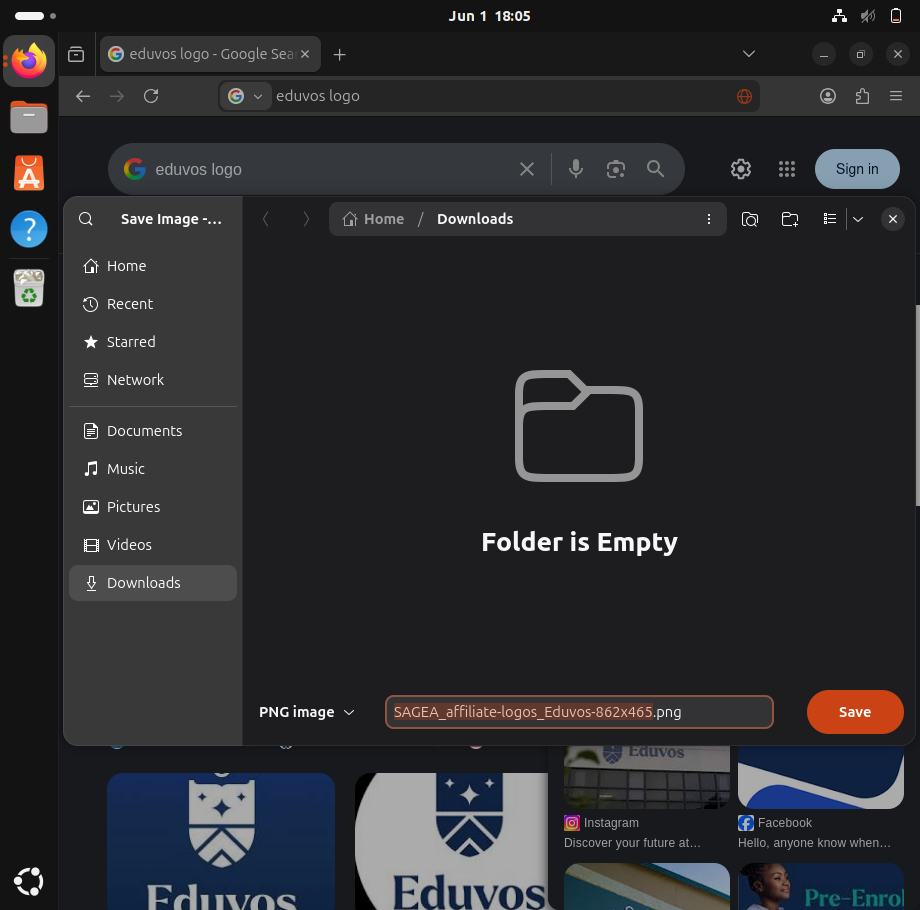 Jun 1 18:05
eduvos logo - Google Sea
eduvos logo
eduvos logo
Sign in
Save Image -...
Home / Downloads
Home
Recent
Starred
Network
Documents
Music
Pictures
Videos
Downloads
Folder is Empty
PNG image
SAGEA_affiliate-logos_Eduvos-862x465.png
Save
Eduvos
Eduvos
Eduvos
Instagram
Discover your future at…
Facebook
Hello, anyone know when…
Pre-Enrol